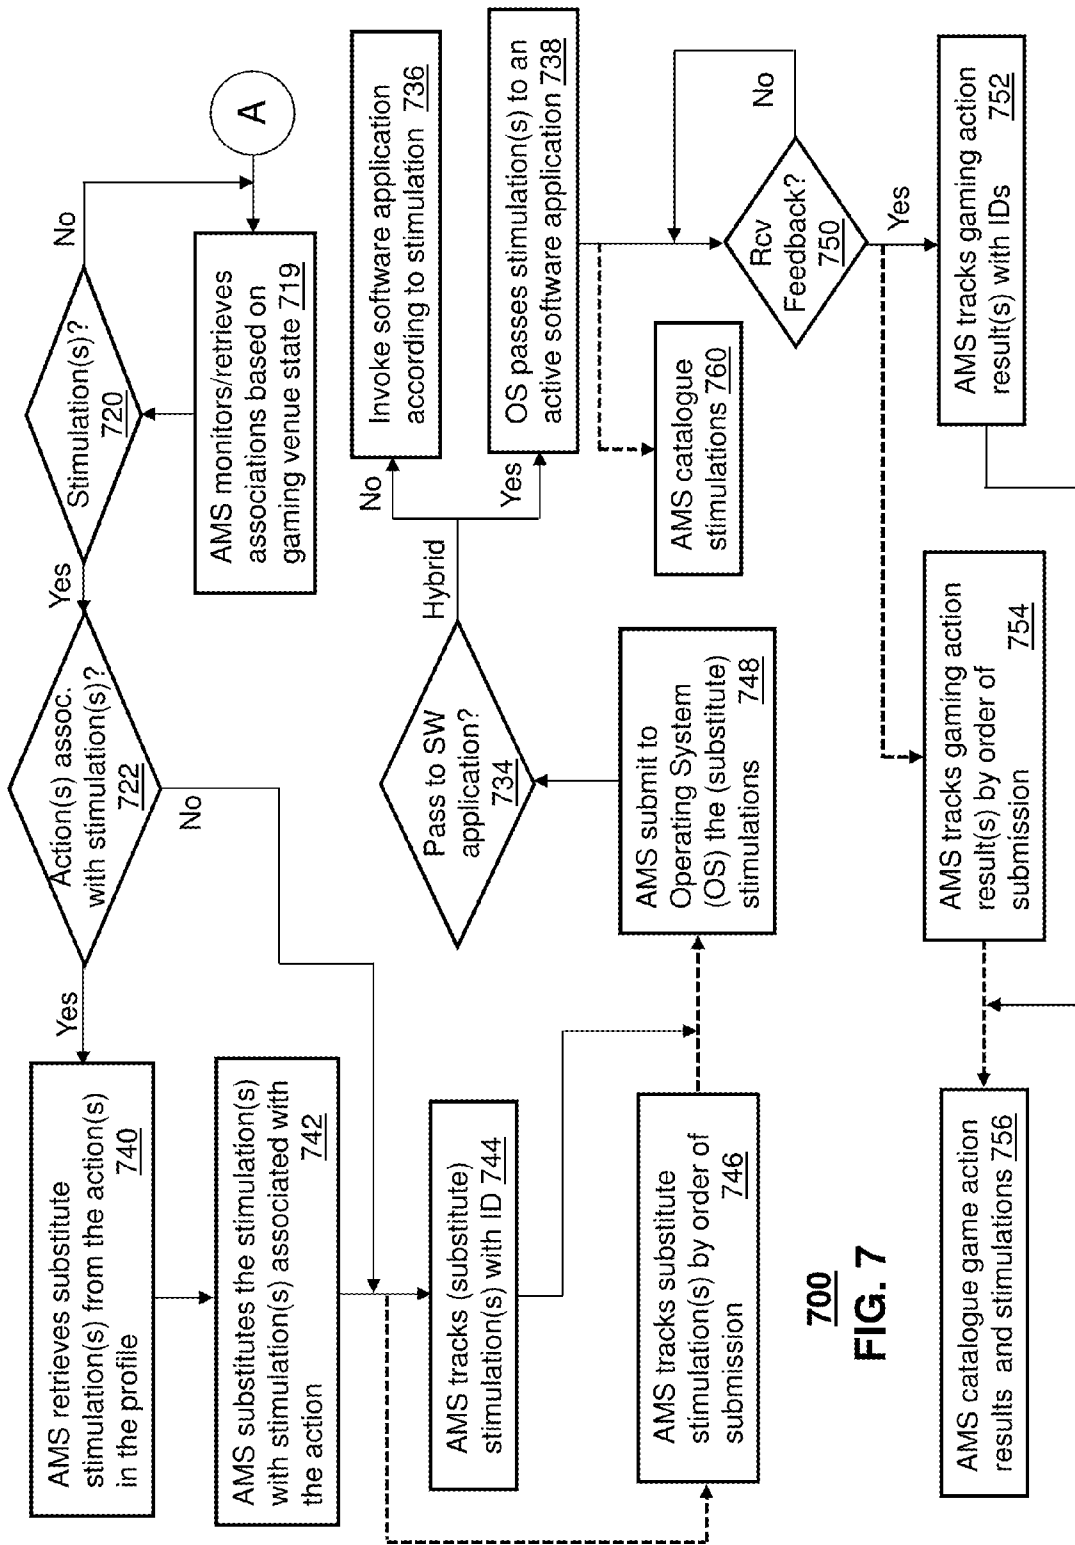 A
AMS monitors/retrieves
associations based on
gaming venue state 719
Stimulation(s)?
720
No
Yes
Action(s) assoc.
with stimulation(s)?
722
No
Yes
AMS retrieves substitute
stimulation(s) from the action(s)
in the profile 740
AMS substitutes the stimulation(s)
with stimulation(s) associated with
the action 742
AMS tracks (substitute)
stimulation(s) with ID 744
AMS tracks substitute
stimulation(s) by order of
submission 746
AMS submit to
Operating System
(OS) the (substitute)
stimulations 748
Pass to SW
application?
734
Hybrid
No
Yes
Invoke software application
according to stimulation 736
OS passes stimulation(s) to an
active software application 738
AMS catalogue
stimulations 760
Rcv
Feedback?
750
No
Yes
AMS tracks gaming action
result(s) with IDs 752
AMS tracks gaming action
result(s) by order of
submission 754
AMS catalogue game action
results and stimulations 756
700
FIG. 7